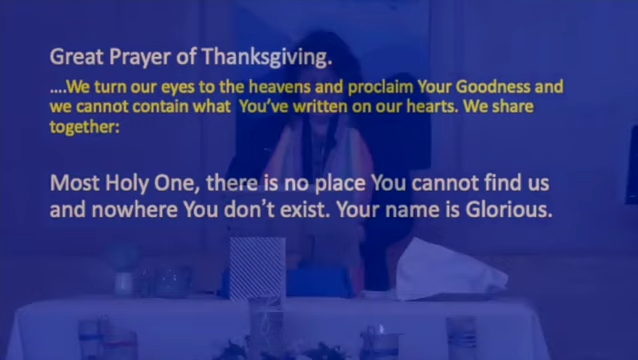 Great Prayer of Thanksgiving.
....We turn our eyes to the heavens and proclaim Your Goodness and
we cannot contain what You've written on our hearts. We share
together:
Most Holy One, there is no place You cannot find us
and nowhere You don't exist. Your name is Glorious.